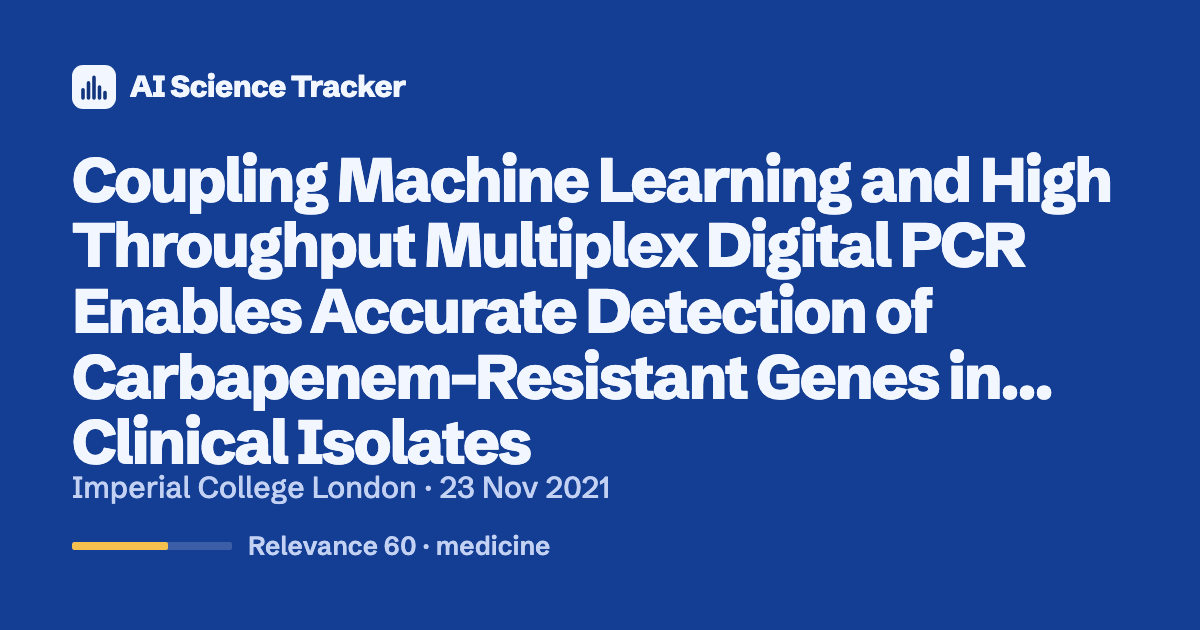 AI Science Tracker
Coupling Machine Learning and High
Throughput Multiplex Digital PCR
Enables Accurate Detection of
Carbapenem-Resistant Genes in...
Clinical Isolates
Imperial College London · 23 Nov 2021
Relevance 60 · medicine